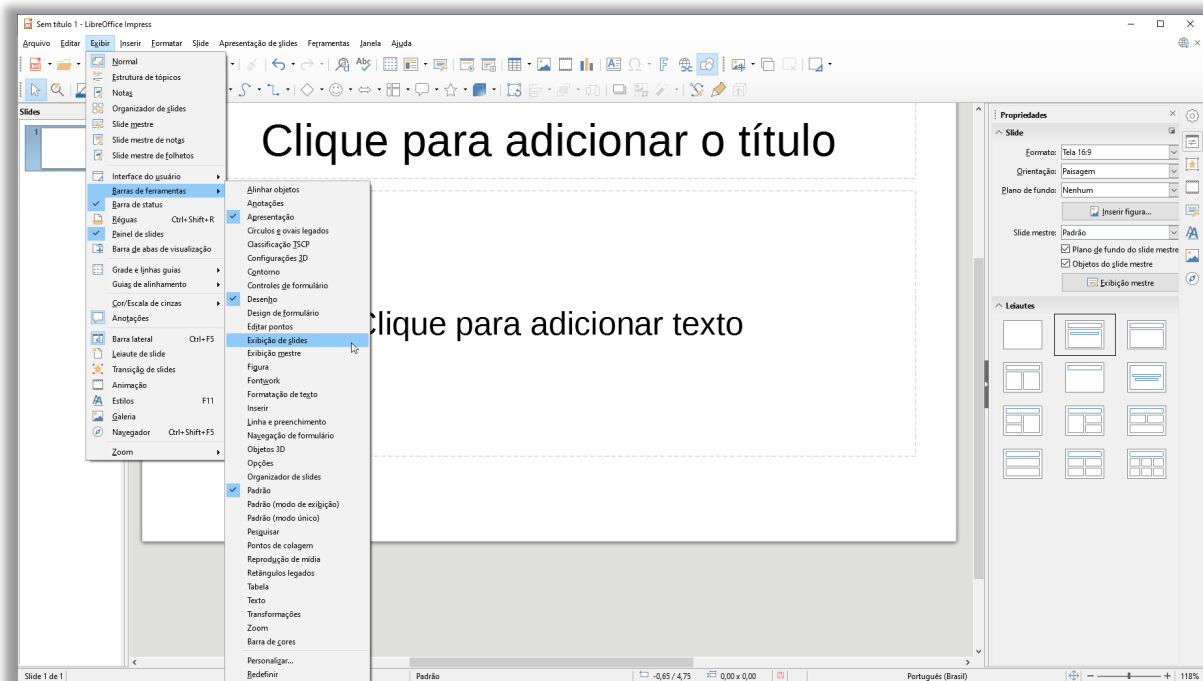 Sem título 1 - LibreOffice Impress
Arquivo Editar Exibir Inserir Formatar Slide Apresentação de slides Ferramentas Janela Ajuda
Slides
1
Normal
Estrutura de tópicos
Notas
Organizador de slides
Slide mestre
Slide mestre de notas
Slide mestre de folhetos
Interface do usuário
Barras de ferramentas
Barra de status
Réguas Ctrl+Shift+R
Painel de slides
Barra de abas de visualização
Grade e linhas guias
Guias de alinhamento
Cor/Escala de cinzas
Anotações
Barra lateral Ctrl+F5
Leiaute de slide
Transição de slides
Animação
Estilos F11
Galeria
Navegador Ctrl+Shift+F5
Zoom
Alinhar objetos
Anotações
Apresentação
Círculos e ovais legados
Classificação TSCP
Configurações 3D
Contorno
Controles de formulário
Desenho
Design de formulário
Editar pontos
Exibição de slides
Exibição mestre
Figura
Fontwork
Formatação de texto
Inserir
Linha e preenchimento
Navegação de formulário
Objetos 3D
Opções
Organizador de slides
Padrão
Padrão (modo de exibição)
Padrão (modo único)
Pesquisar
Pontos de colagem
Reprodução de mídia
Retângulos legados
Tabela
Texto
Transformações
Zoom
Barra de cores
Personalizar...
Redefinir
Clique para adicionar o título
Clique para adicionar texto
Propriedades
Slide
Formato: Tela 16:9
Orientação: Paisagem
Plano de fundo: Nenhum
Inserir figura...
Slide mestre: Padrão
Plano de fundo do slide mestre
Objetos do slide mestre
Exibição mestre
Leiautes
Slide 1 de 1 Padrão -0,65 / 4,75 0,00 x 0,00 Português (Brasil) 118%